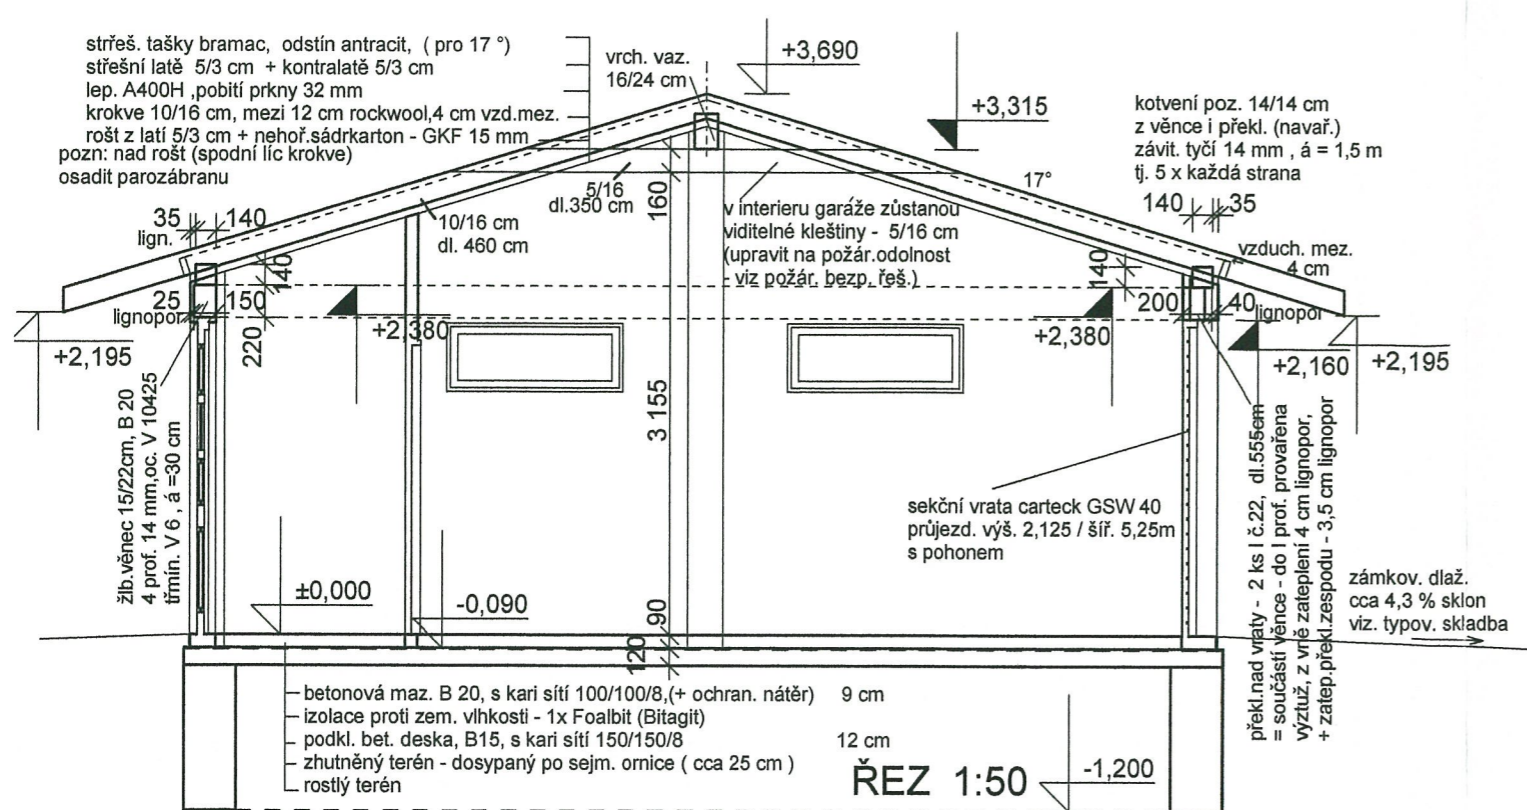 střeš. tašky bramac, odstín antracit, ( pro 17 °)
střešní latě 5/3 cm + kontralatě 5/3 cm
lep. A400H ,pobití prkny 32 mm
krokve 10/16 cm, mezi 12 cm rockwool,4 cm vzd.mez.
rošt z latí 5/3 cm + nehoř.sádrkarton - GKF 15 mm
pozn: nad rošt (spodní líc krokve)
osadit parozábranu
vrch. vaz.
16/24 cm
+3,690
+3,315
kotvení poz. 14/14 cm
z věnce i překl. (navař.)
závit. tyčí 14 mm , á = 1,5 m
tj. 5 x každá strana
17°
35
140
lign.
10/16 cm
dl. 460 cm
5/16
dl.350 cm
160
v interieru garáže zůstanou
viditelné kleštiny - 5/16 cm
(upravit na požár.odolnost
- viz požár. bezp. řeš.)
140
35
vzduch. mez.
4 cm
140
140
25
150
lignopor
220
+2,195
+2,380
200
40
lignopor
+2,380
+2,160
+2,195
žlb.věnec 15/22cm, B 20
4 prof. 14 mm,oc. V 10425
třmín. V 6 , á =30 cm
3 155
sekční vrata carteck GSW 40
průjezd. výš. 2,125 / šíř. 5,25m
s pohonem
překl.nad vraty - 2 ks I č.22, dl.555cm
= součástí věnce - do I prof. provařena
výztuž, z vně zateplení 4 cm lignopor,
+ zatep.překl.zespodu - 3,5 cm lignopor
±0,000
-0,090
90
120
zámkov. dlaž.
cca 4,3 % sklon
viz. typov. skladba
betonová maz. B 20, s kari sítí 100/100/8,(+ ochran. nátěr) 9 cm
izolace proti zem. vlhkosti - 1x Foalbit (Bitagit)
podkl. bet. deska, B15, s kari sítí 150/150/8 12 cm
zhutněný terén - dosypaný po sejm. ornice ( cca 25 cm )
rostlý terén
ŘEZ 1:50
-1,200